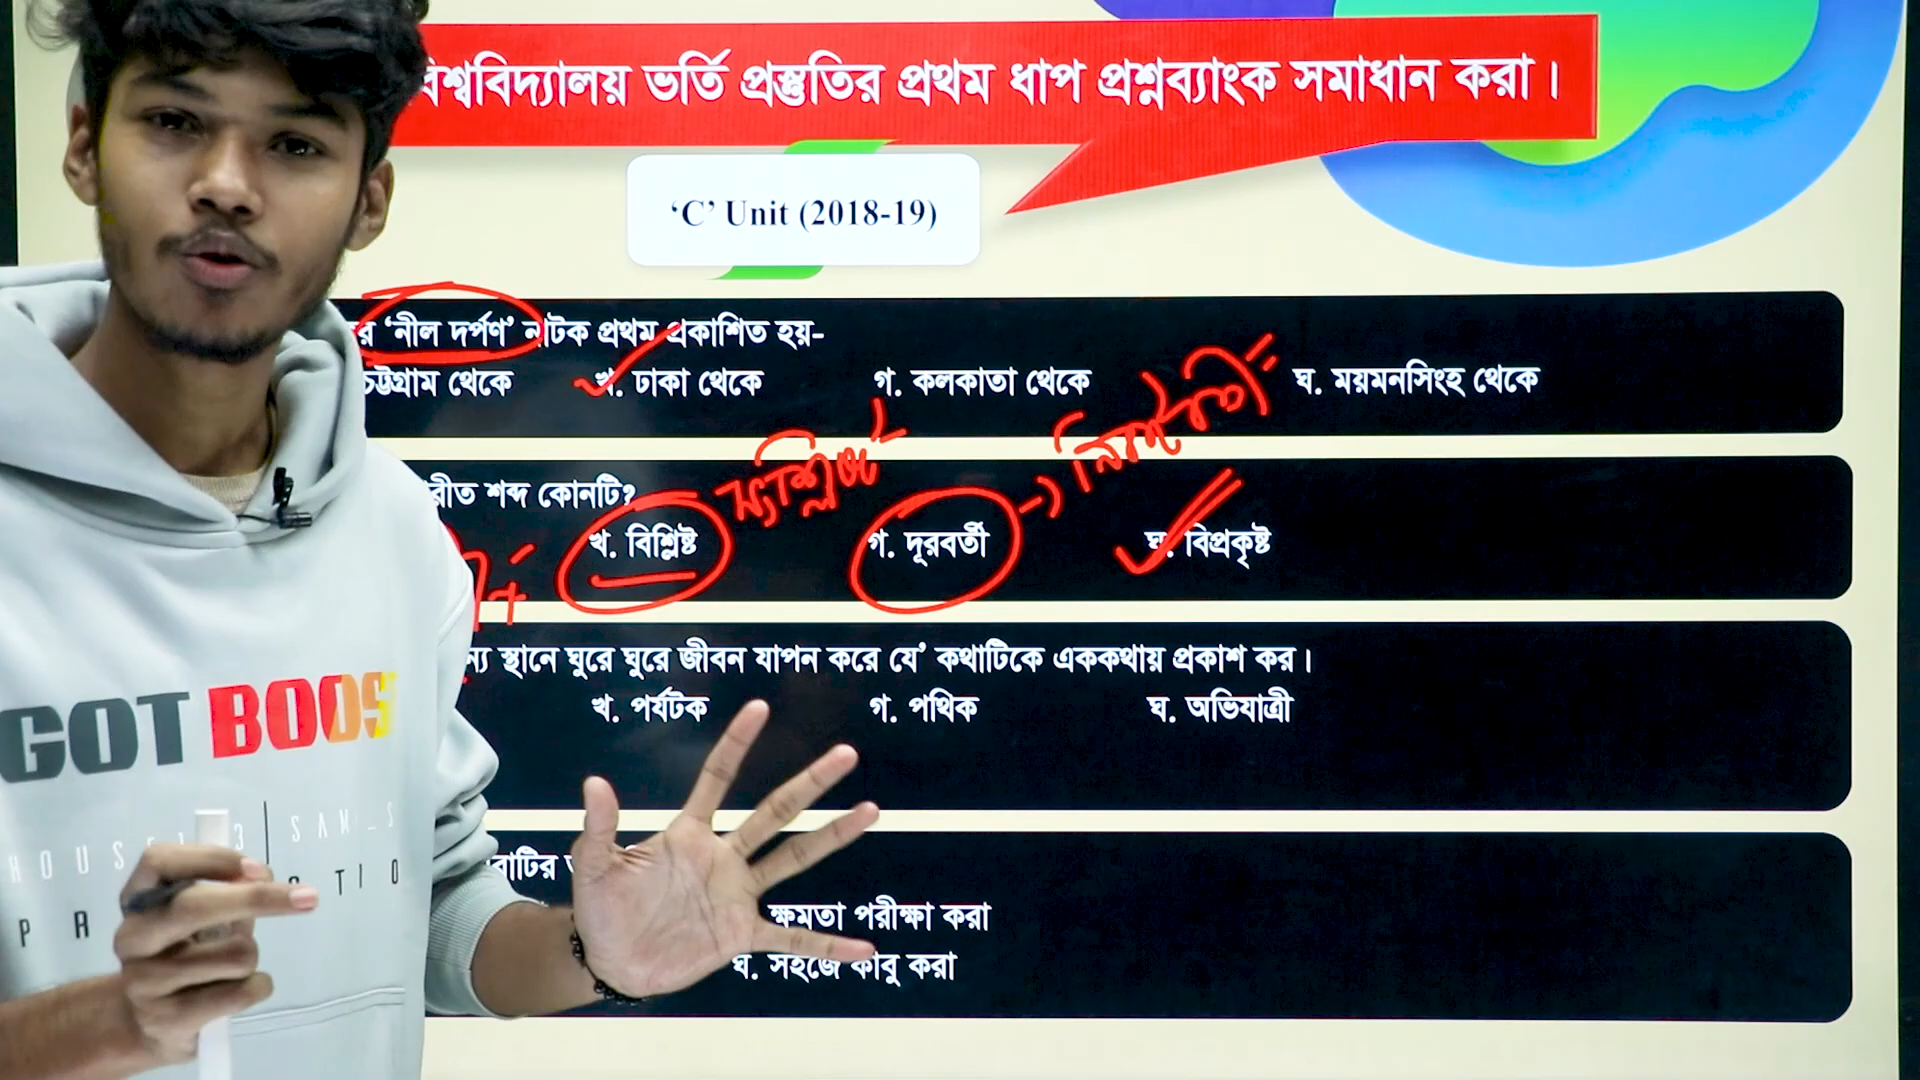 বিশ্ববিদ্যালয় ভর্তি প্রস্তুতির প্রথম ধাপ প্রশ্নব্যাংক সমাধান করা।
‘C’ Unit (2018-19)
‘নীল দর্পণ’ নাটক প্রথম প্রকাশিত হয়-
চট্টগ্রাম থেকে খ. ঢাকা থেকে গ. কলকাতা থেকে ঘ. ময়মনসিংহ থেকে
শব্দ কোনটি?
খ. বিশ্লিষ্ট গ. দূরবর্তী ঘ. বিপ্রকৃষ্ট
স্থানে ঘুরে ঘুরে জীবন যাপন করে যে’ কথাটিকে এককথায় প্রকাশ কর।
খ. পর্যটক গ. পথিক ঘ. অভিযাত্রী
ক্ষমতা পরীক্ষা করা
ঘ. সহজে কাবু করা
GOT BOOS